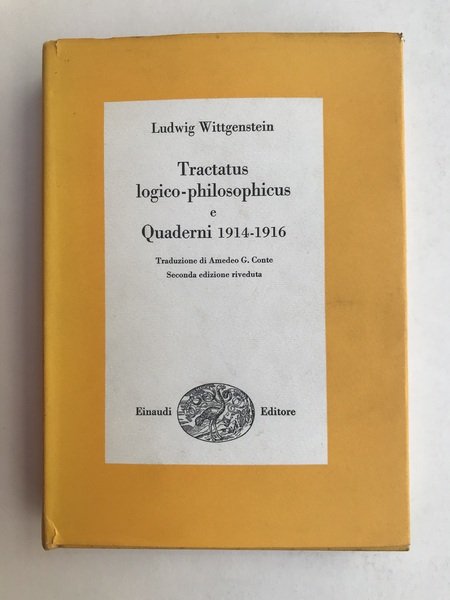 Ludwig Wittgenstein
Tractatus
logico-philosophicus
e
Quaderni 1914-1916
Traduzione di Amedeo G. Conte
Seconda edizione riveduta
Einaudi Editore